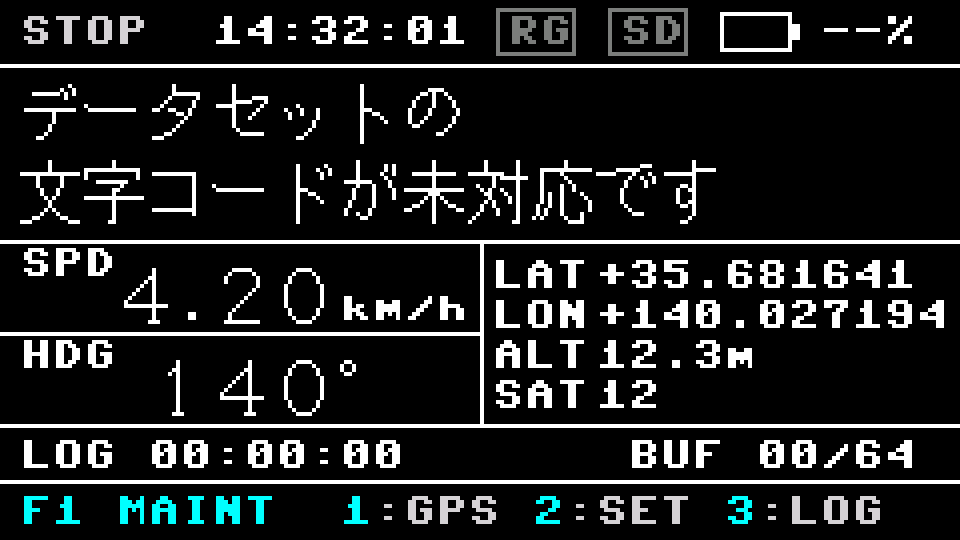 STOP 14:32:01 RG SD --%
データセットの
文字コードが未対応です
SPD 4.20 km/h
HDG 140°
LAT +35.681641
LON +140.027194
ALT 12.3m
SAT 12
LOG 00:00:00 BUF 00/64
F1 MAINT 1:GPS 2:SET 3:LOG